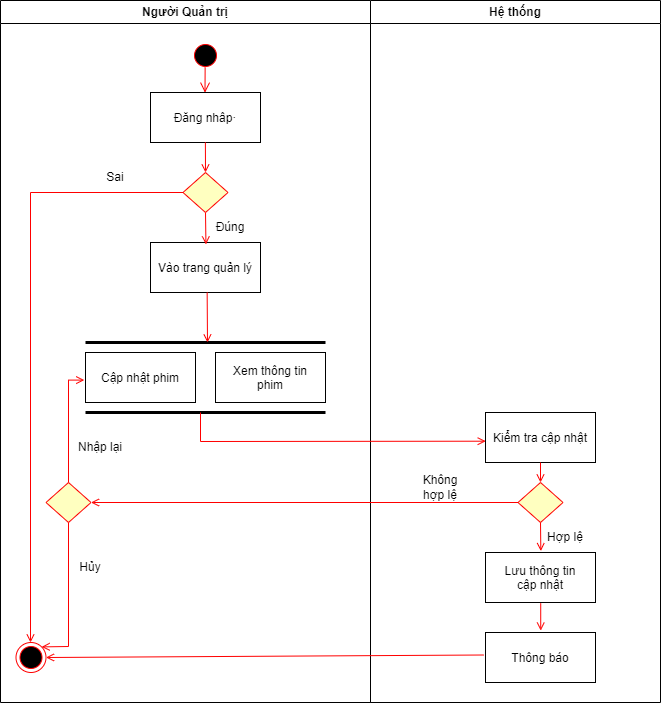 Người Quản trị
Hệ thống
Đăng nhâp·
Sai
Đúng
Vào trang quản lý
Cập nhật phim
Xem thông tin
phim
Kiểm tra cập nhật
Nhập lại
Không
hợp lệ
Hợp lệ
Hủy
Lưu thông tin
cập nhật
Thông báo